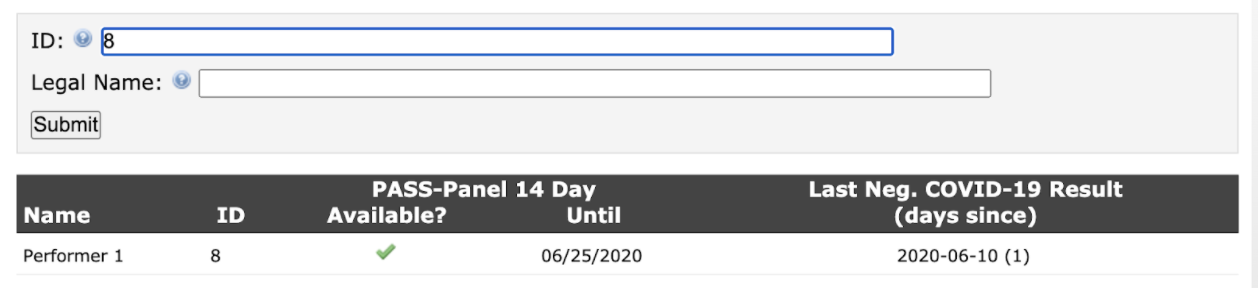 ID: 8
Legal Name:
Submit
PASS-Panel 14 Day Last Neg. COVID-19 Result
Name ID Available? Until (days since)
Performer 1 8 06/25/2020 2020-06-10 (1)